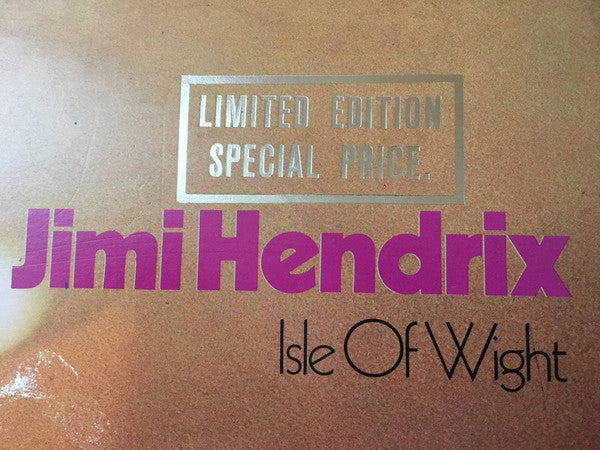 LIMITED EDITION
SPECIAL PRICE.
Jimi Hendrix
Isle Of Wight